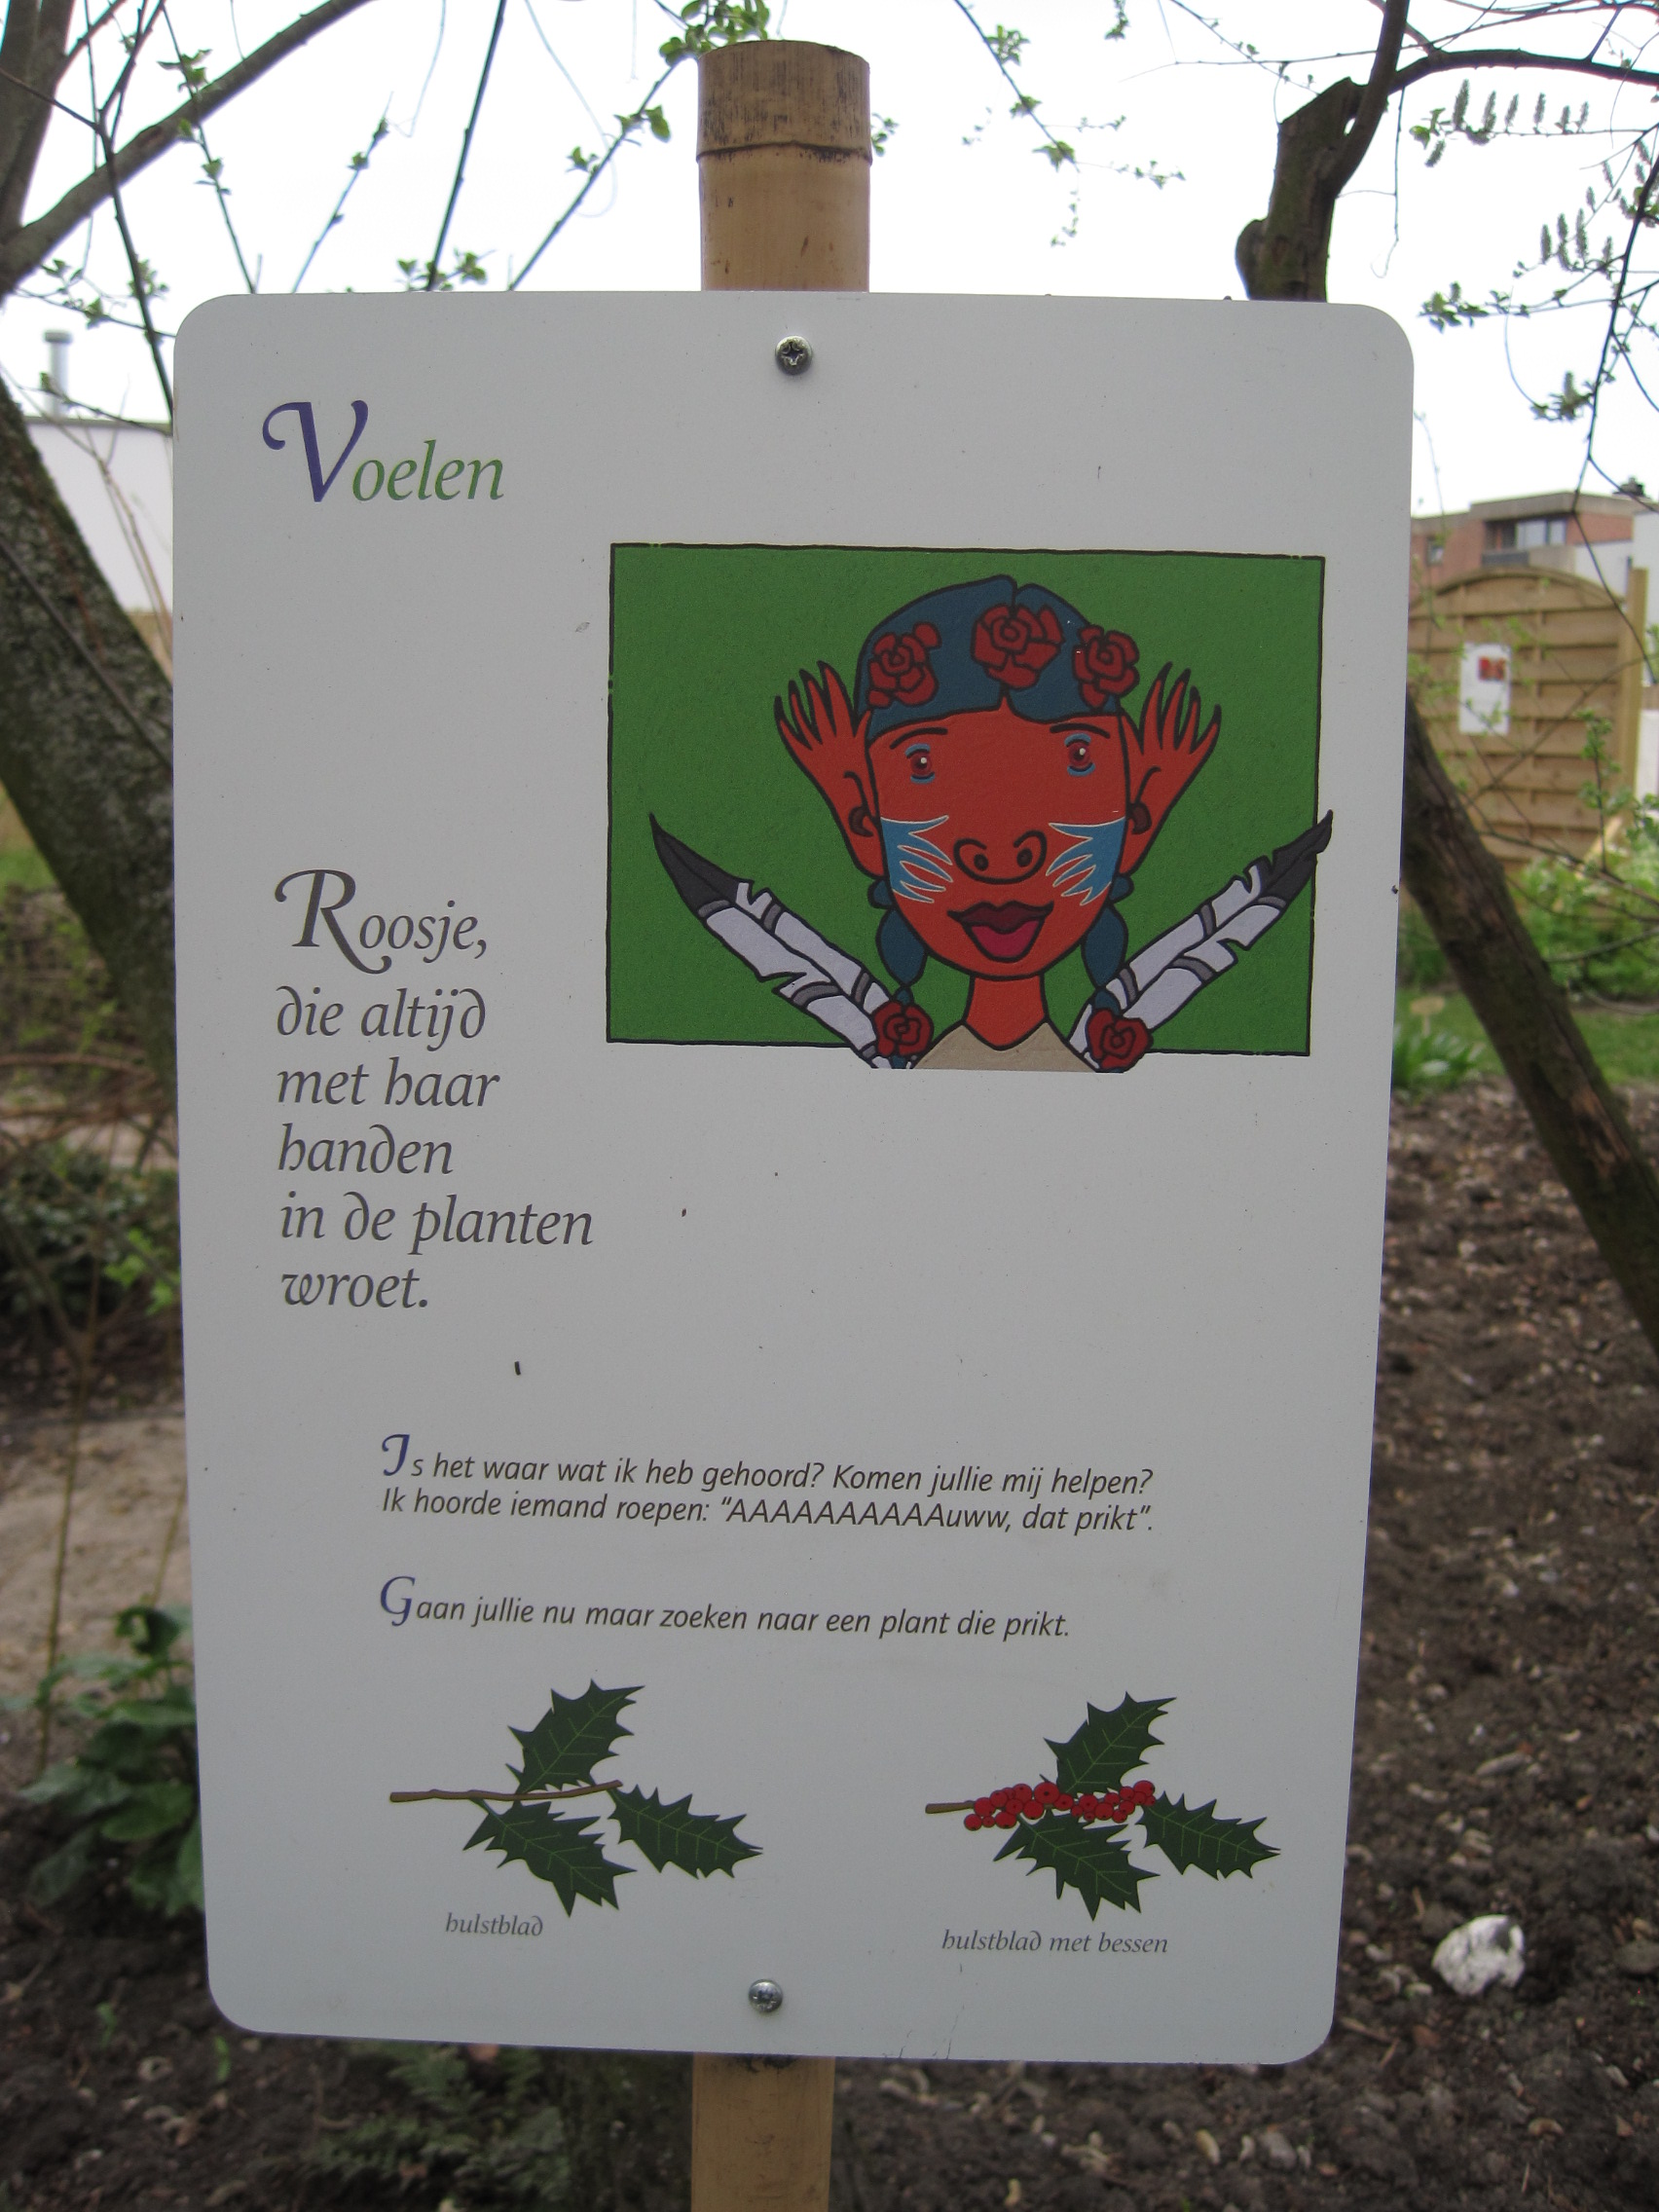 Voelen
Roosje,
die altijd
met haar
handen
in de planten
wroet.
Is het waar wat ik heb gehoord? Komen jullie mij helpen?
Ik hoorde iemand roepen: “AAAAAAAAAAuww, dat prikt”.
Gaan jullie nu maar zoeken naar een plant die prikt.
hulstblad
hulstblad met bessen